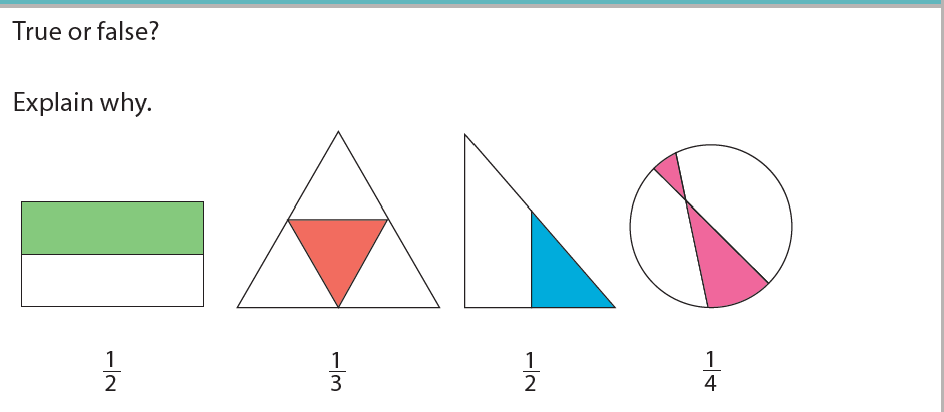 True or false?
Explain why.
1/2 1/3 1/2 1/4